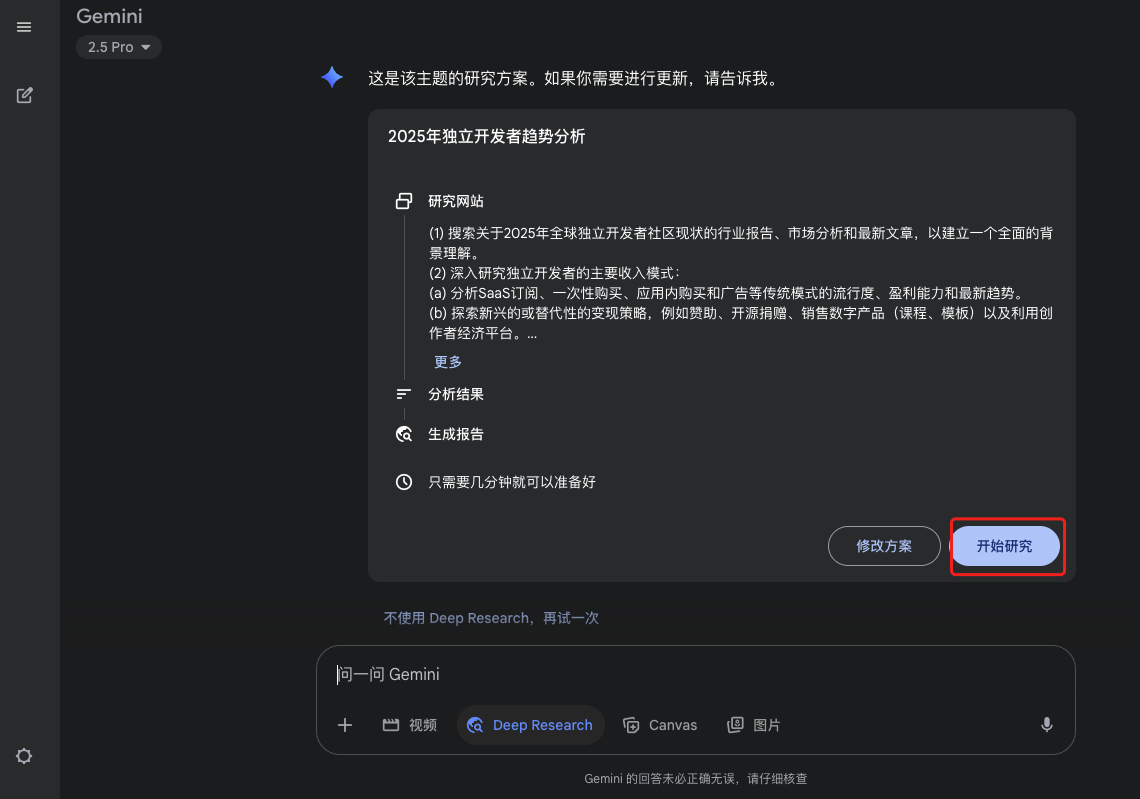 Gemini
2.5 Pro
这是该主题的研究方案。如果你需要进行更新，请告诉我。
2025年独立开发者趋势分析
研究网站
(1) 搜索关于2025年全球独立开发者社区现状的行业报告、市场分析和最新文章，以建立一个全面的背
景理解。
(2) 深入研究独立开发者的主要收入模式：
(a) 分析SaaS订阅、一次性购买、应用内购买和广告等传统模式的流行度、盈利能力和最新趋势。
(b) 探索新兴的或替代性的变现策略，例如赞助、开源捐赠、销售数字产品（课程、模板）以及利用创
作者经济平台。...
更多
分析结果
生成报告
只需要几分钟就可以准备好
修改方案
开始研究
不使用 Deep Research，再试一次
问一问 Gemini
视频
Deep Research
Canvas
图片
Gemini 的回答未必正确无误，请仔细核查